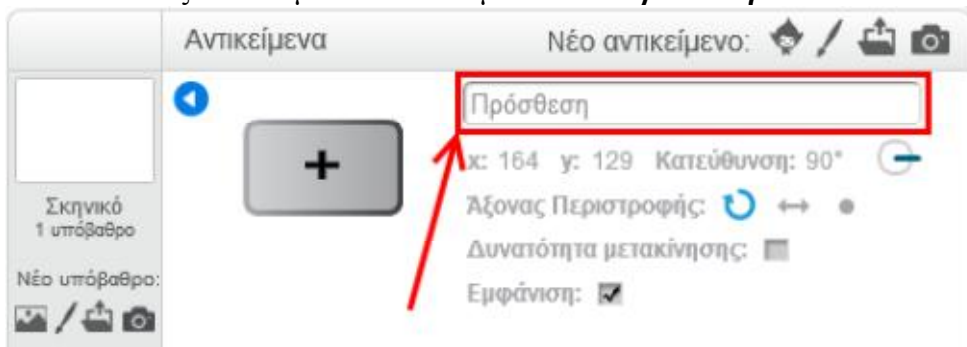 Αντικείμενα
Νέο αντικείμενο:
Πρόσθεση
+
x: 164 y: 129 Κατεύθυνση: 90°
Σκηνικό
1 υπόβαθρο
Άξονας Περιστροφής:
Δυνατότητα μετακίνησης:
Νέο υπόβαθρο:
Εμφάνιση: